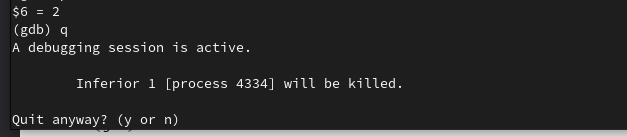 $6 = 2
(gdb) q
A debugging session is active.
Inferior 1 [process 4334] will be killed.
Quit anyway? (y or n)